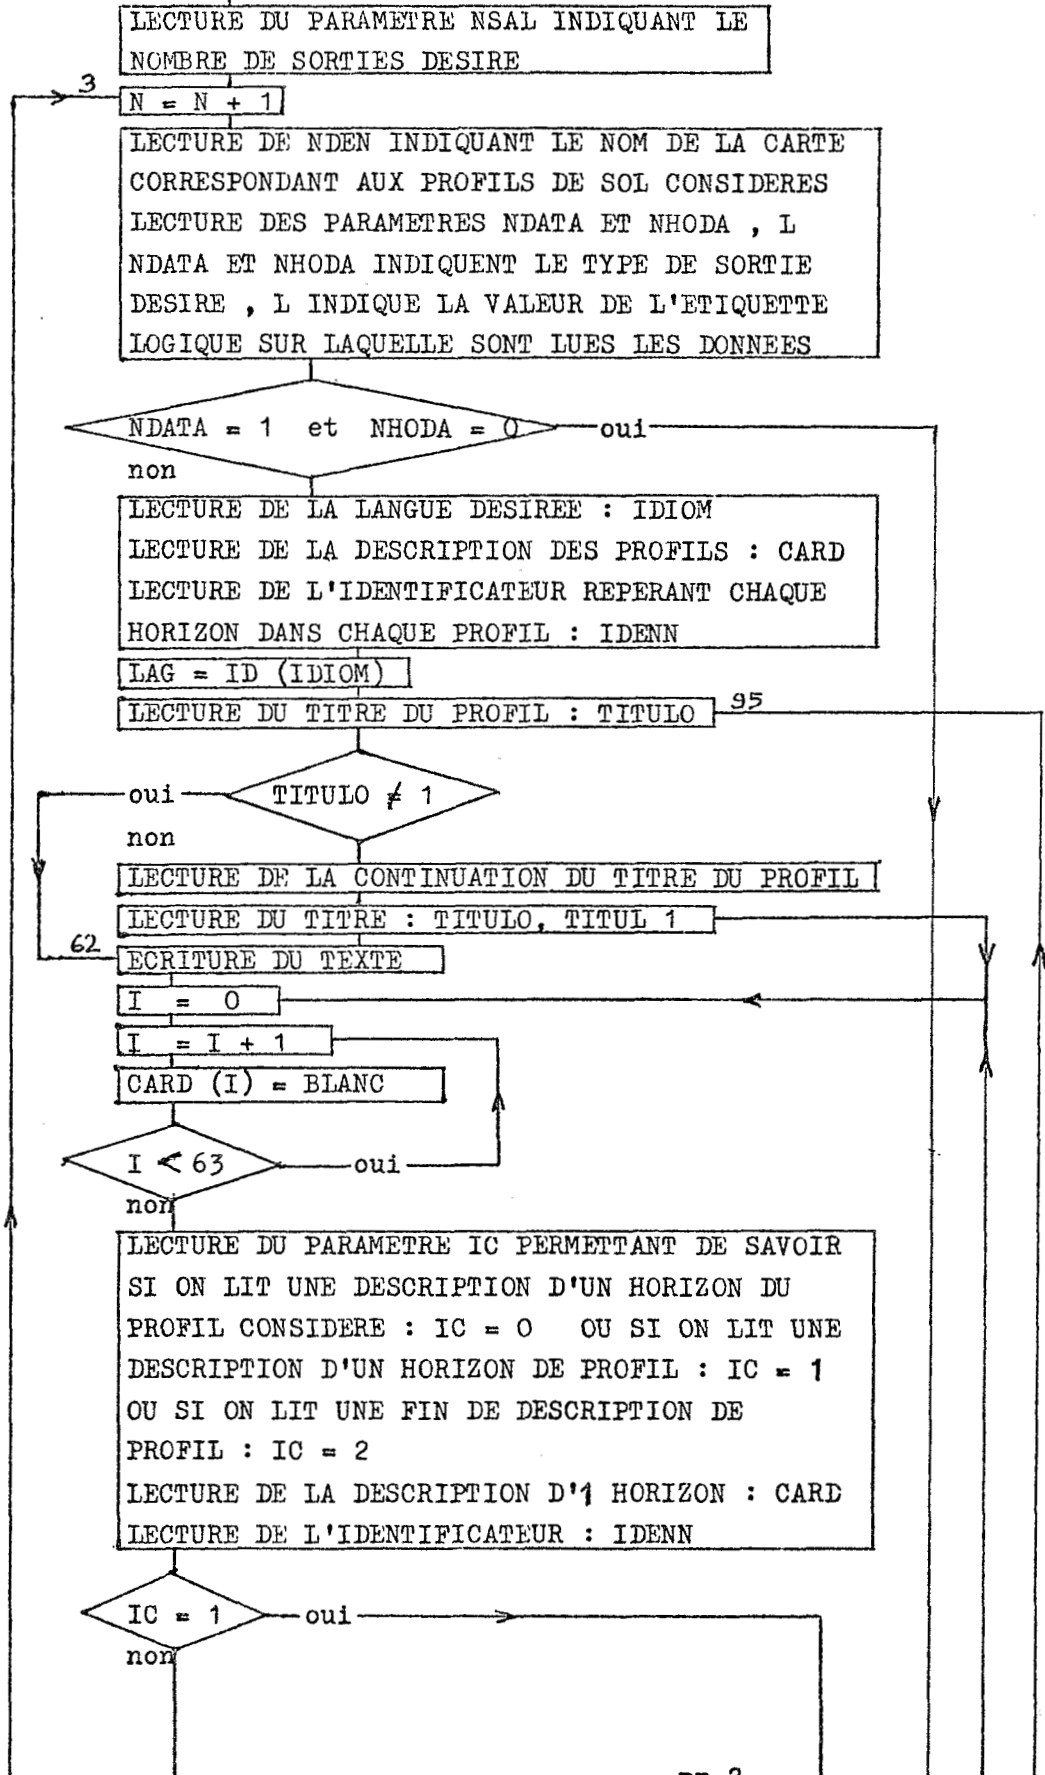 LECTURE DU PARAMETRE NSAL INDIQUANT LE
NOMBRE DE SORTIES DESIRE
3
N = N + 1
LECTURE DE NDEN INDIQUANT LE NOM DE LA CARTE
CORRESPONDANT AUX PROFILS DE SOL CONSIDERES
LECTURE DES PARAMETRES NDATA ET NHODA , L
NDATA ET NHODA INDIQUENT LE TYPE DE SORTIE
DESIRE , L INDIQUE LA VALEUR DE L'ETIQUETTE
LOGIQUE SUR LAQUELLE SONT LUES LES DONNEES
NDATA = 1 et NHODA = 0
oui
non
LECTURE DE LA LANGUE DESIREE : IDIOM
LECTURE DE LA DESCRIPTION DES PROFILS : CARD
LECTURE DE L'IDENTIFICATEUR REPERANT CHAQUE
HORIZON DANS CHAQUE PROFIL : IDENN
LAG = ID (IDIOM)
LECTURE DU TITRE DU PROFIL : TITULO
95
oui
TITULO ≠ 1
non
LECTURE DE LA CONTINUATION DU TITRE DU PROFIL
LECTURE DU TITRE : TITULO, TITUL 1
62
ECRITURE DU TEXTE
I = 0
I = I + 1
CARD (I) = BLANC
I < 63
oui
non
LECTURE DU PARAMETRE IC PERMETTANT DE SAVOIR
SI ON LIT UNE DESCRIPTION D'UN HORIZON DU
PROFIL CONSIDERE : IC = 0 OU SI ON LIT UNE
DESCRIPTION D'UN HORIZON DE PROFIL : IC = 1
OU SI ON LIT UNE FIN DE DESCRIPTION DE
PROFIL : IC = 2
LECTURE DE LA DESCRIPTION D'1 HORIZON : CARD
LECTURE DE L'IDENTIFICATEUR : IDENN
IC = 1
oui
non